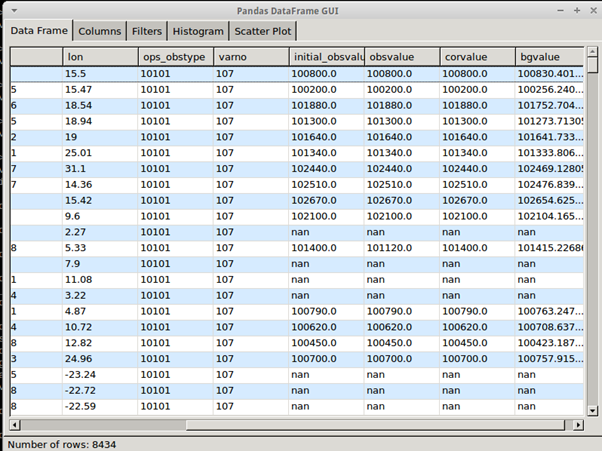 Pandas DataFrame GUI
Data Frame Columns Filters Histogram Scatter Plot
lon ops_obstype varno initial_obsvalu obsvalue corvalue bgvalue
15.5 10101 107 100800.0 100800.0 100800.0 100830.401...
5 15.47 10101 107 100200.0 100200.0 100200.0 100256.240...
6 18.54 10101 107 101880.0 101880.0 101880.0 101752.704...
5 18.94 10101 107 101300.0 101300.0 101300.0 101273.71305
2 19 10101 107 101640.0 101640.0 101640.0 101641.733...
1 25.01 10101 107 101340.0 101340.0 101340.0 101333.806...
7 31.1 10101 107 102440.0 102440.0 102440.0 102469.12805
7 14.36 10101 107 102510.0 102510.0 102510.0 102476.839...
15.42 10101 107 102670.0 102670.0 102670.0 102654.625...
9.6 10101 107 102100.0 102100.0 102100.0 102104.165...
2.27 10101 107 nan nan nan nan
8 5.33 10101 107 101400.0 101120.0 101400.0 101415.22686
7.9 10101 107 nan nan nan nan
1 11.08 10101 107 nan nan nan nan
4 3.22 10101 107 nan nan nan nan
1 4.87 10101 107 100790.0 100790.0 100790.0 100763.247...
4 10.72 10101 107 100620.0 100620.0 100620.0 100708.637...
8 12.82 10101 107 100450.0 100450.0 100450.0 100423.187...
3 24.96 10101 107 100700.0 100700.0 100700.0 100757.915...
5 -23.24 10101 107 nan nan nan nan
8 -22.72 10101 107 nan nan nan nan
8 -22.59 10101 107 nan nan nan nan
Number of rows: 8434